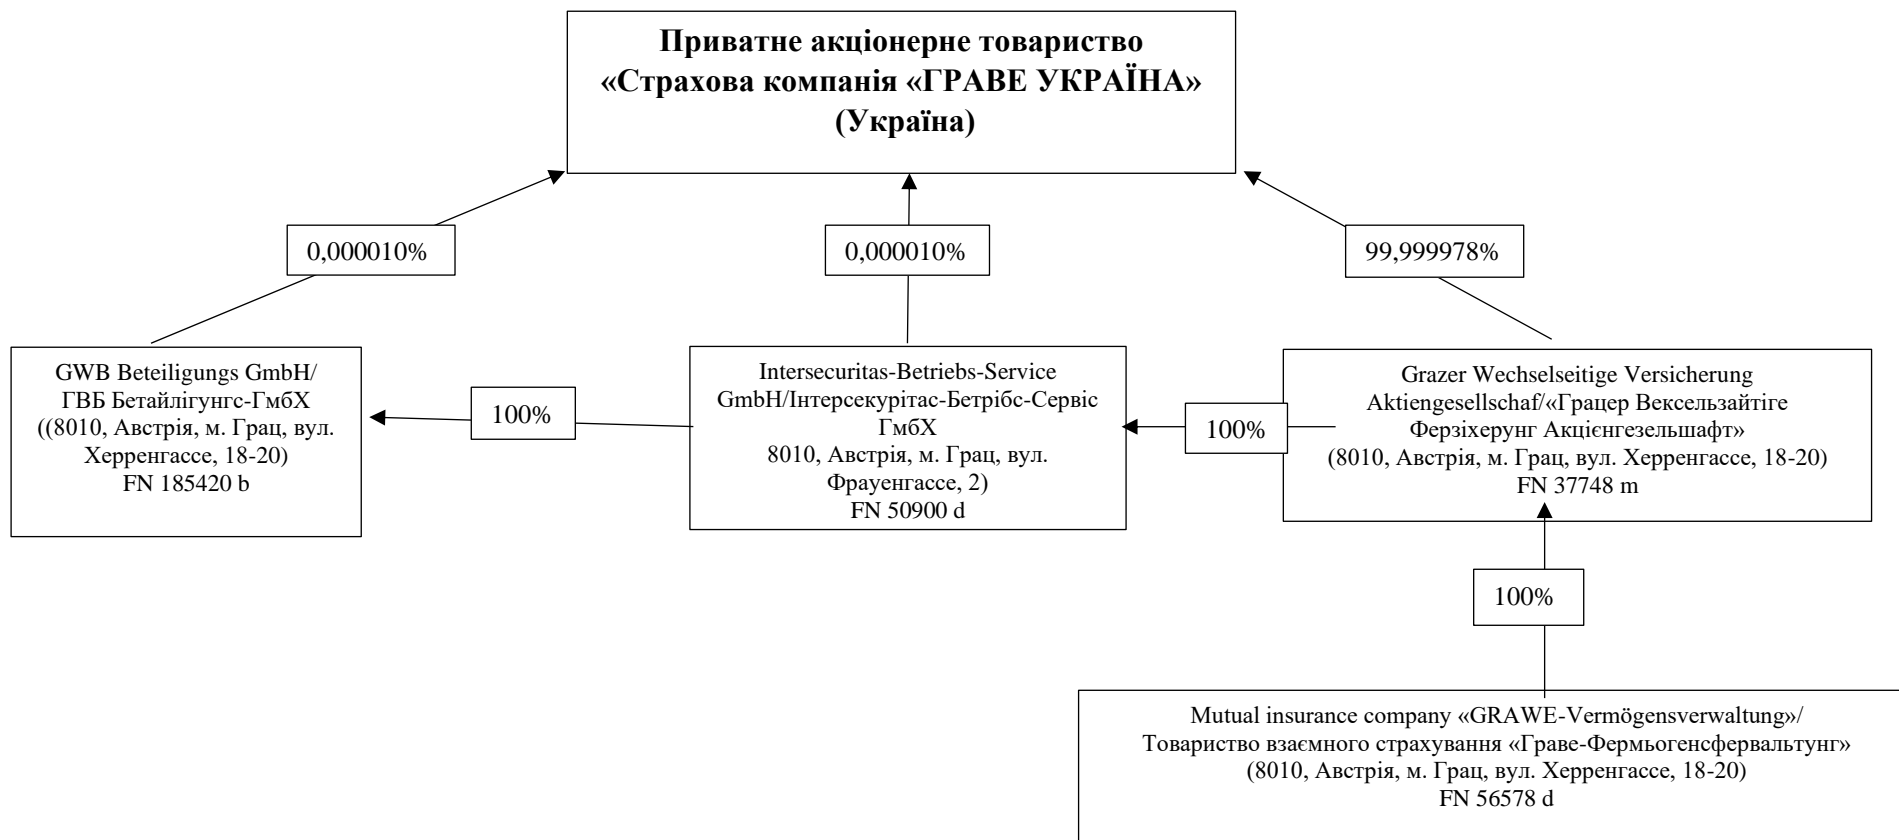 Приватне акціонерне товариство
«Страхова компанія «ГРАВЕ УКРАЇНА»
(Україна)
0,000010%
0,000010%
99,999978%
GWB Beteiligungs GmbH/
ГВБ Бетайлігунгс-ГмбХ
((8010, Австрія, м. Грац, вул.
Херренгассе, 18-20)
FN 185420 b
100%
Intersecuritas-Betriebs-Service
GmbH/Інтерсекурітас-Бетрібс-Сервіс
ГмбХ
8010, Австрія, м. Грац, вул.
Фрауенгассе, 2)
FN 50900 d
100%
Grazer Wechselseitige Versicherung
Aktiengesellschaf/«Грацер Вексельзайтіге
Ферзіхерунг Акцієнгезельшафт»
(8010, Австрія, м. Грац, вул. Херренгассе, 18-20)
FN 37748 m
100%
Mutual insurance company «GRAWE-Vermögensverwaltung»/
Товариство взаємного страхування «Граве-Фермьогенсфервальтунг»
(8010, Австрія, м. Грац, вул. Херренгассе, 18-20)
FN 56578 d